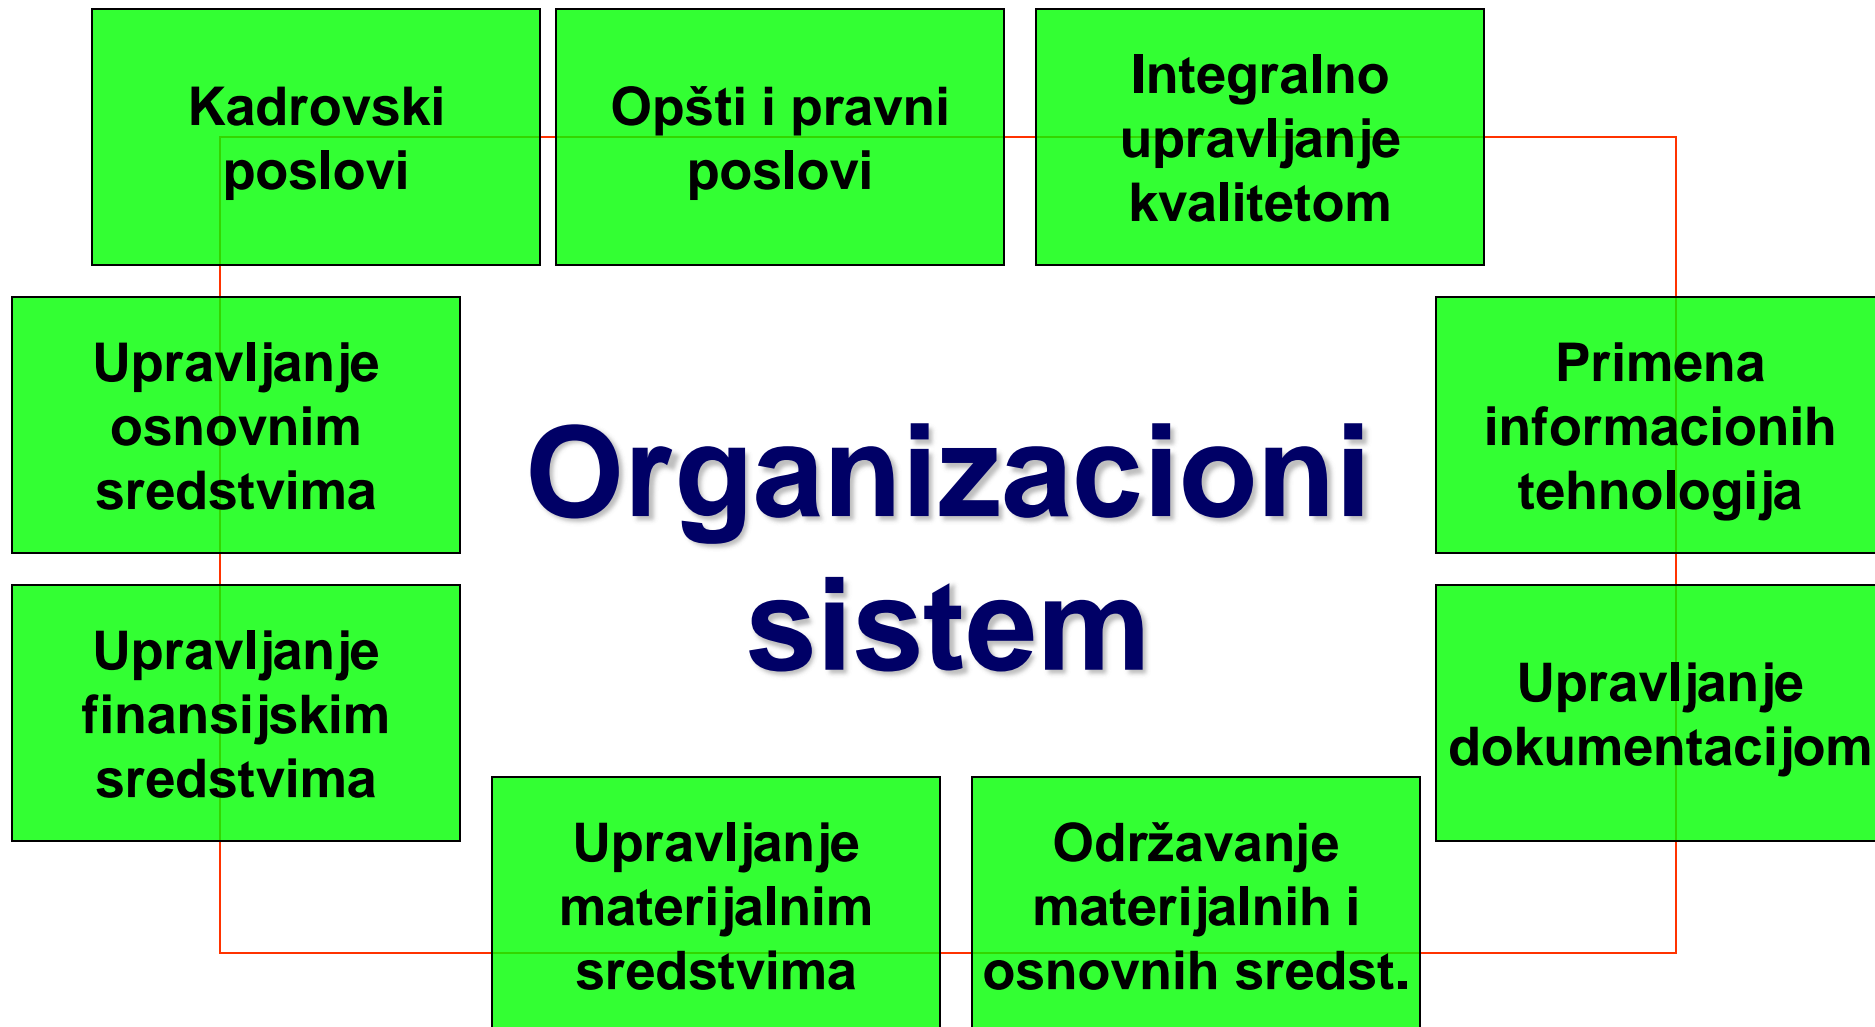 Kadrovski
poslovi
Opšti i pravni
poslovi
Integralno
upravljanje
kvalitetom
Upravljanje
osnovnim
sredstvima
Organizacioni
sistem
Primena
informacionih
tehnologija
Upravljanje
finansijskim
sredstvima
Upravljanje
dokumentacijom
Upravljanje
materijalnim
sredstvima
Održavanje
materijalnih i
osnovnih sredst.